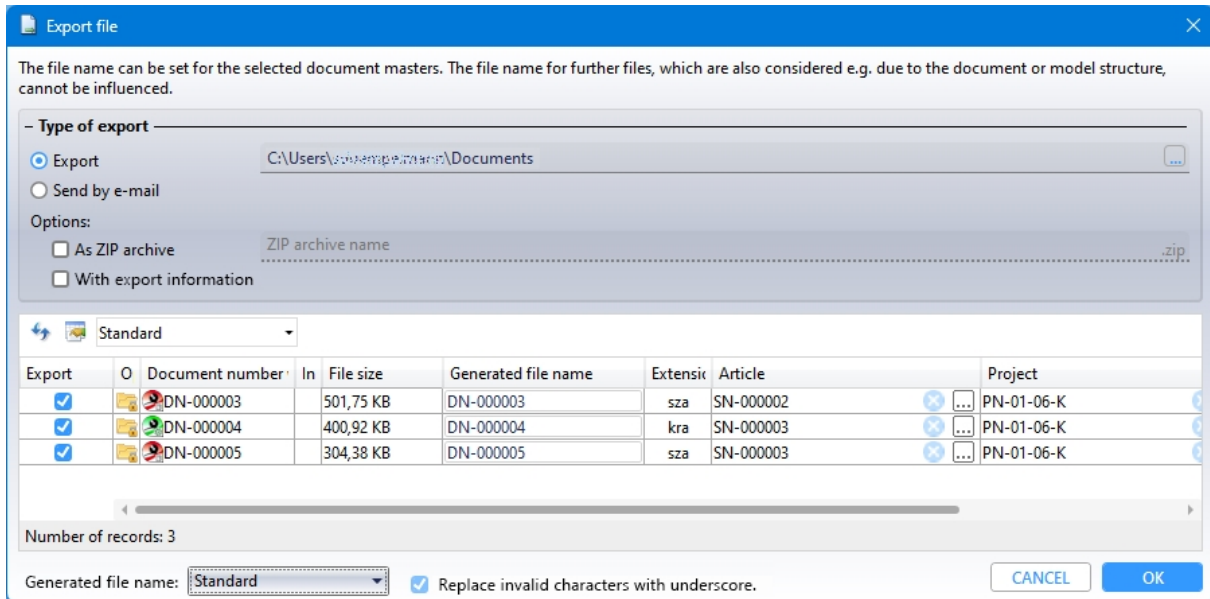 Export file
The file name can be set for the selected document masters. The file name for further files, which are also considered e.g. due to the document or model structure,
cannot be influenced.
– Type of export
Export C:\Users\ \Documents ...
Send by e-mail
Options:
As ZIP archive ZIP archive name .zip
With export information
Standard
Export O Document number In File size Generated file name Extensic Article Project
DN-000003 501,75 KB DN-000003 sza SN-000002 ... PN-01-06-K
DN-000004 400,92 KB DN-000004 kra SN-000003 ... PN-01-06-K
DN-000005 304,38 KB DN-000005 sza SN-000003 ... PN-01-06-K
Number of records: 3
Generated file name: Standard Replace invalid characters with underscore. CANCEL OK